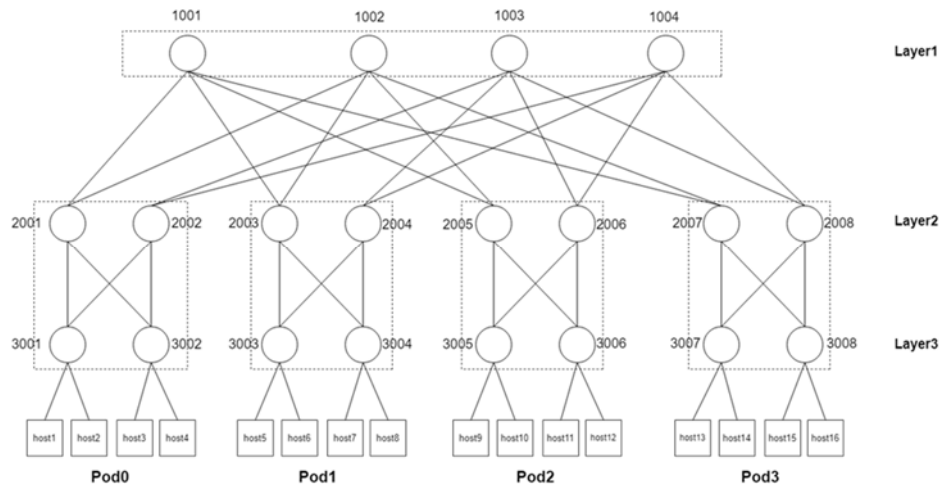 1001 1002 1003 1004
Layer1
2001 2002 2003 2004 2005 2006 2007 2008
Layer2
3001 3002 3003 3004 3005 3006 3007 3008
Layer3
host1 host2 host3 host4 host5 host6 host7 host8 host9 host10 host11 host12 host13 host14 host15 host16
Pod0 Pod1 Pod2 Pod3